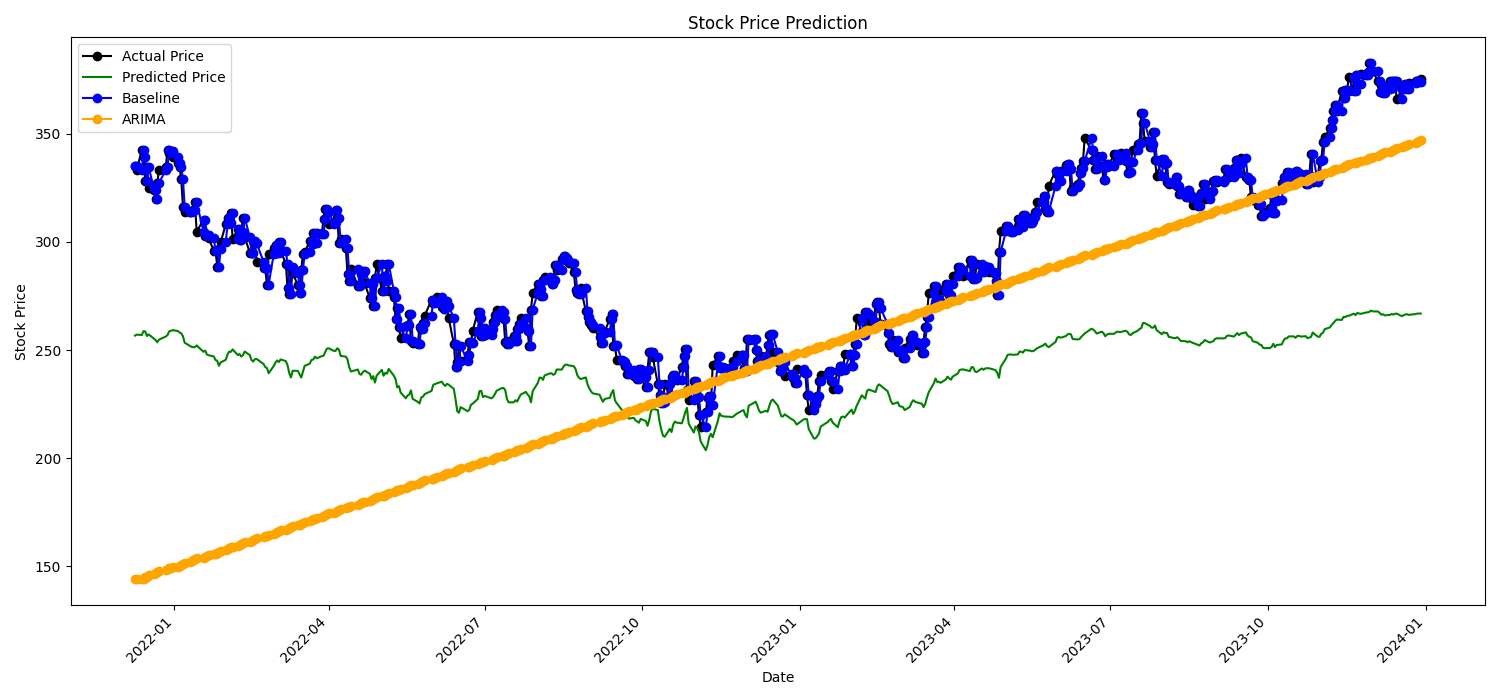 Stock Price Prediction
Actual Price
Predicted Price
Baseline
ARIMA
Stock Price
350
300
250
200
150
2022-01
2022-04
2022-07
2022-10
2023-01
2023-04
2023-07
2023-10
2024-01
Date